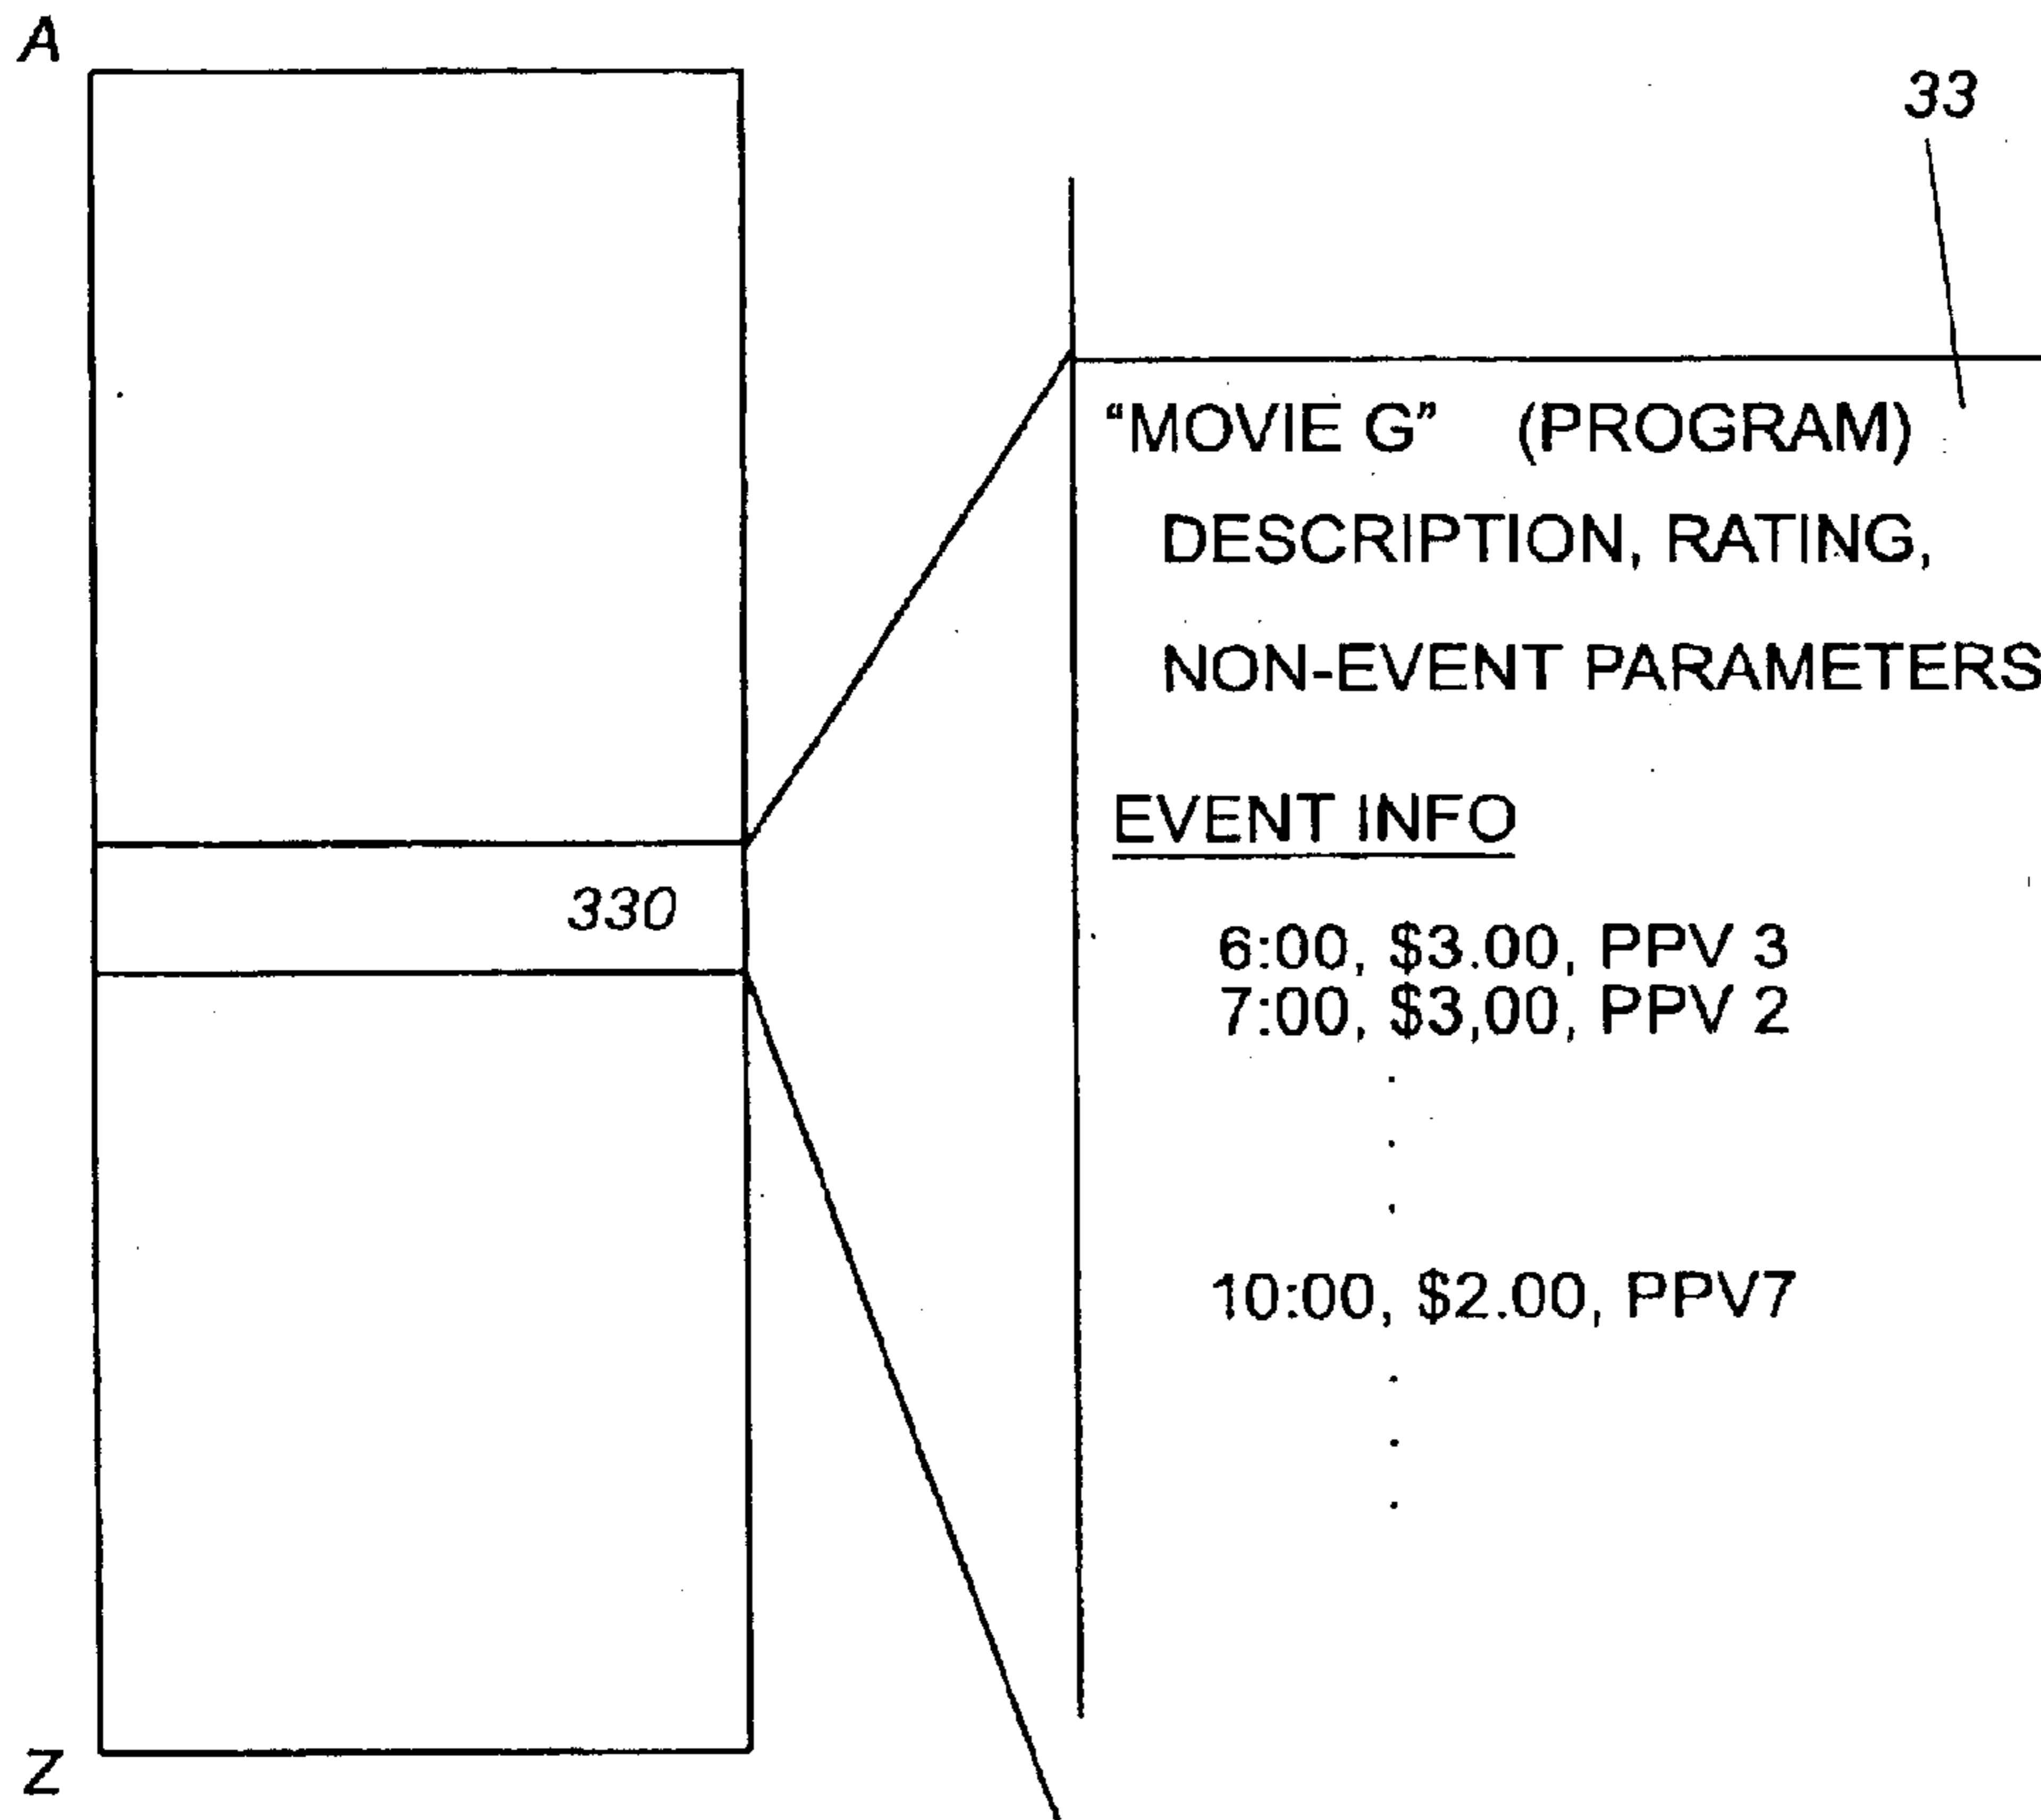 A
33
“MOVIE G” (PROGRAM)
DESCRIPTION, RATING,
NON-EVENT PARAMETERS
EVENT INFO
330
6:00, $3.00, PPV 3
7:00, $3,00, PPV 2
10:00, $2.00, PPV7
Z